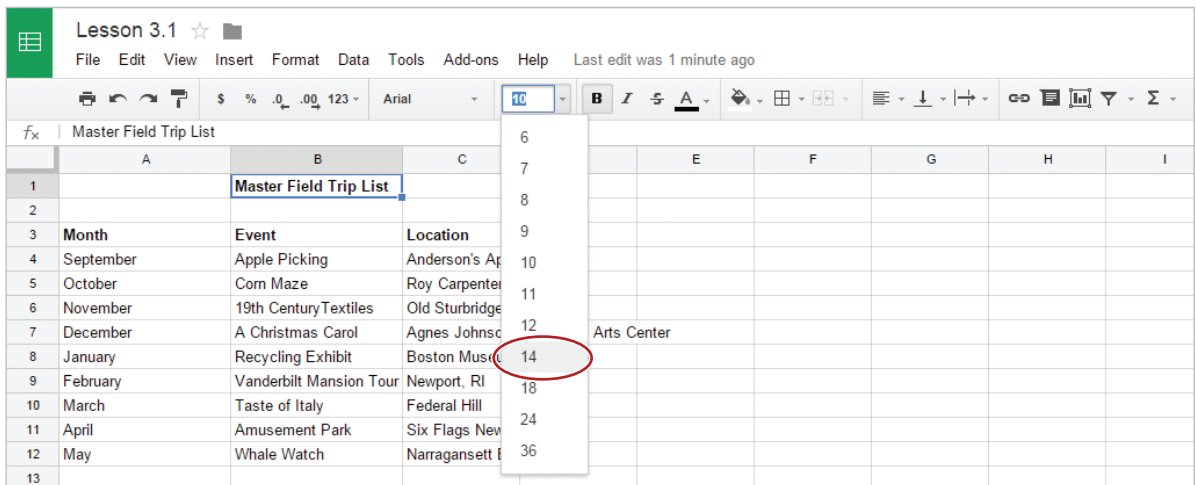 Lesson 3.1
File Edit View Insert Format Data Tools Add-ons Help Last edit was 1 minute ago
$ % .0 .00 123 Arial 10 B I S A Σ
fx Master Field Trip List
A B C E F G H I
1 Master Field Trip List
2
3 Month Event Location
4 September Apple Picking Anderson's Ap
5 October Corn Maze Roy Carpenter
6 November 19th CenturyTextiles Old Sturbridge
7 December A Christmas Carol Agnes Johnso Arts Center
8 January Recycling Exhibit Boston Museu
9 February Vanderbilt Mansion Tour Newport, RI
10 March Taste of Italy Federal Hill
11 April Amusement Park Six Flags New
12 May Whale Watch Narragansett B
13
6
7
8
9
10
11
12
14
18
24
36